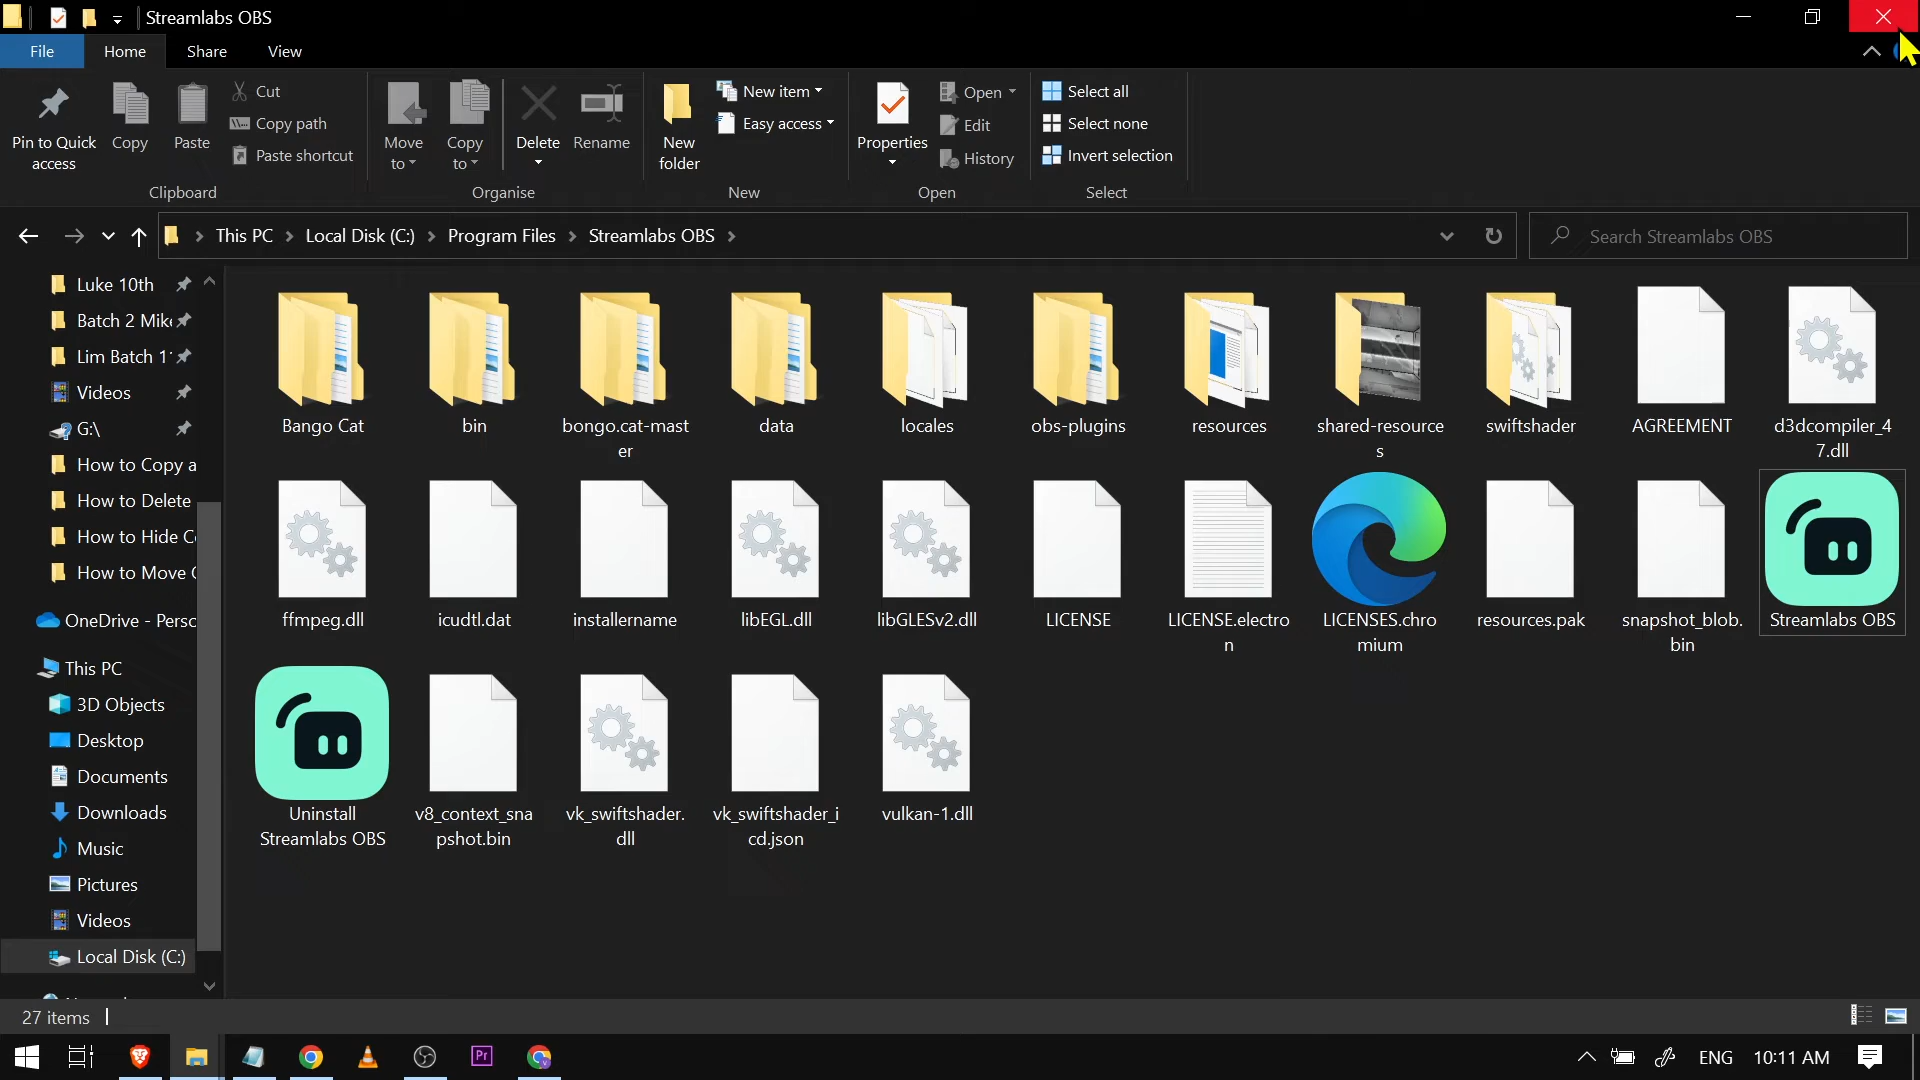 Streamlabs OBS
File Home Share View
Pin to Quick access
Copy
Paste
Cut
Copy path
Paste shortcut
Move to
Copy to
Delete
Rename
New folder
New item
Easy access
Properties
Open
Edit
History
Select all
Select none
Invert selection
Clipboard Organise New Open Select
This PC Local Disk (C:) Program Files Streamlabs OBS
Search Streamlabs OBS
Luke 10th
Batch 2 Mike
Lim Batch 1
Videos
G:\
How to Copy a
How to Delete
How to Hide C
How to Move
OneDrive - Perso
This PC
3D Objects
Desktop
Documents
Downloads
Music
Pictures
Videos
Local Disk (C:)
Bango Cat
bin
bongo.cat-mast
er
data
locales
obs-plugins
resources
shared-resource
s
swiftshader
AGREEMENT
d3dcompiler_4
7.dll
ffmpeg.dll
icudtl.dat
installername
libEGL.dll
libGLESv2.dll
LICENSE
LICENSE.electro
n
LICENSES.chro
mium
resources.pak
snapshot_blob.
bin
Streamlabs OBS
Uninstall
Streamlabs OBS
v8_context_sna
pshot.bin
vk_swiftshader.
dll
vk_swiftshader_i
cd.json
vulkan-1.dll
27 items
Pr
ENG 10:11 AM